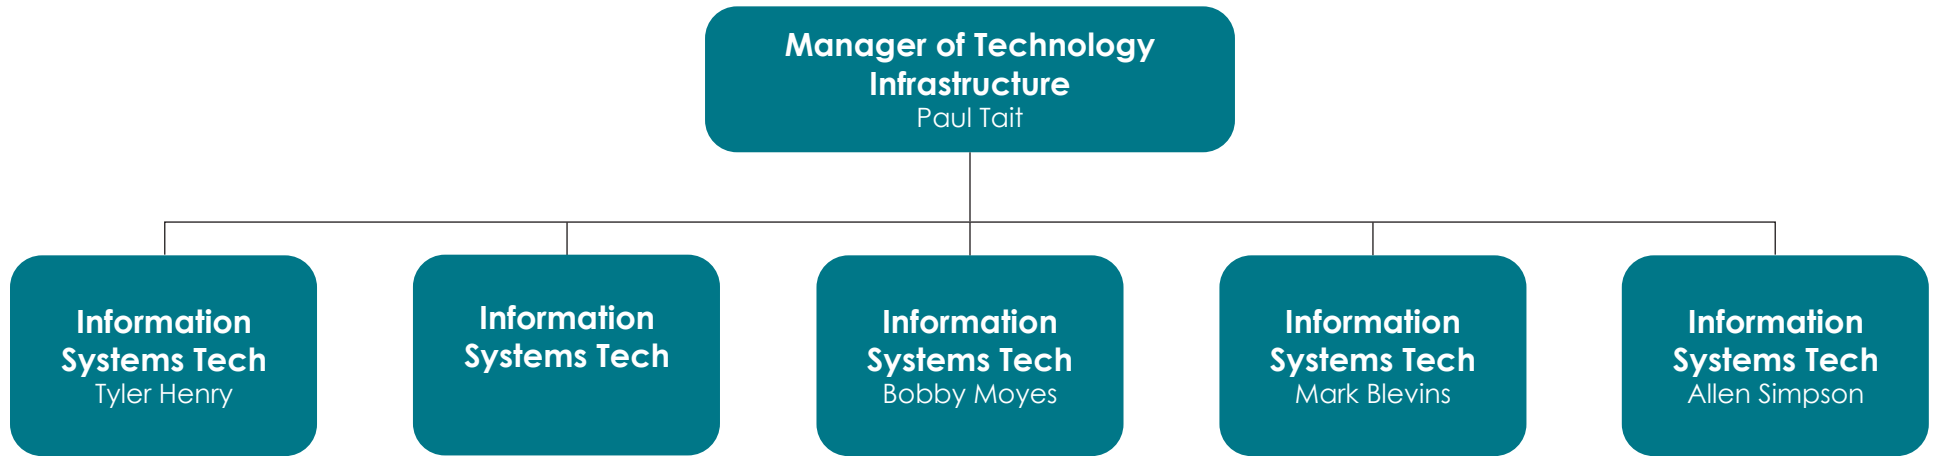 Manager of Technology
Infrastructure
Paul Tait
Information
Systems Tech
Tyler Henry
Information
Systems Tech
Information
Systems Tech
Bobby Moyes
Information
Systems Tech
Mark Blevins
Information
Systems Tech
Allen Simpson